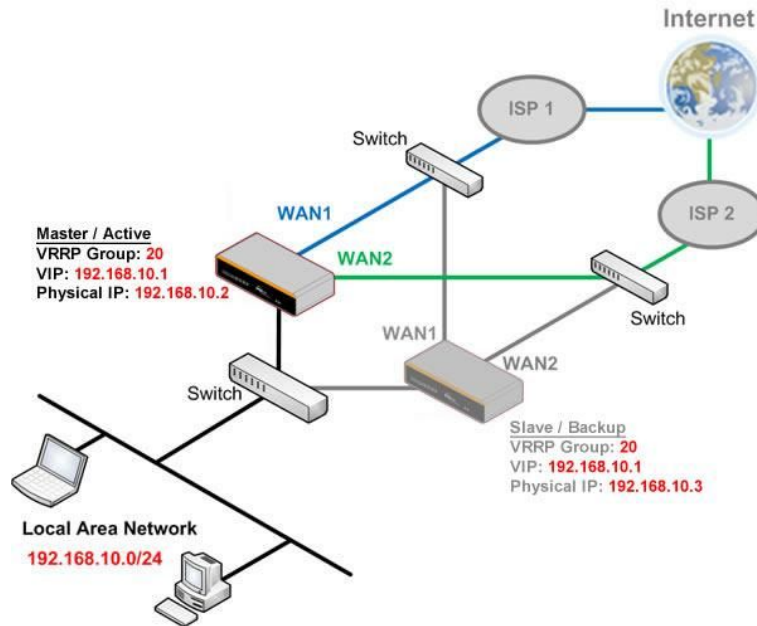 Internet
ISP 1
Switch
WAN1
Master / Active
VRRP Group: 20
VIP: 192.168.10.1
Physical IP: 192.168.10.2
WAN2
ISP 2
Switch
WAN1
WAN2
Switch
Slave / Backup
VRRP Group: 20
VIP: 192.168.10.1
Physical IP: 192.168.10.3
Local Area Network
192.168.10.0/24